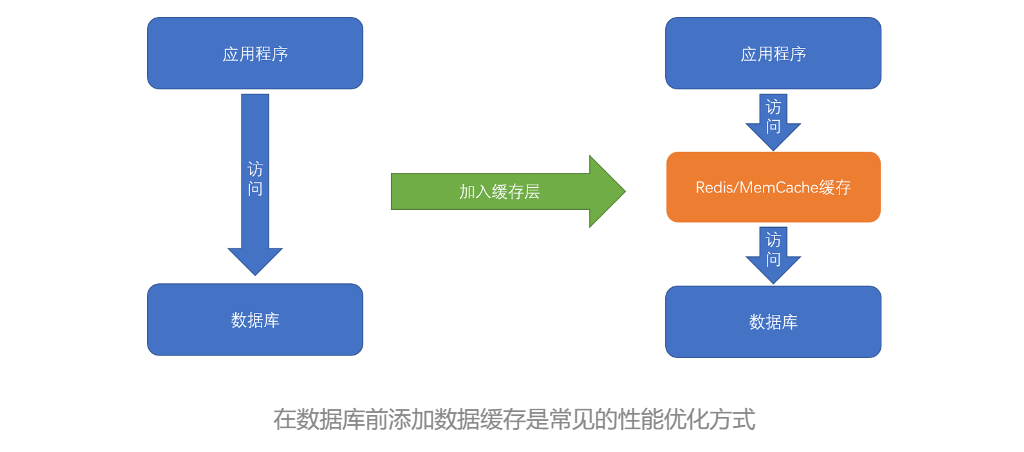 应用程序
访问
数据库
加入缓存层
应用程序
访问
Redis/MemCache缓存
访问
数据库
在数据库前添加数据缓存是常见的性能优化方式